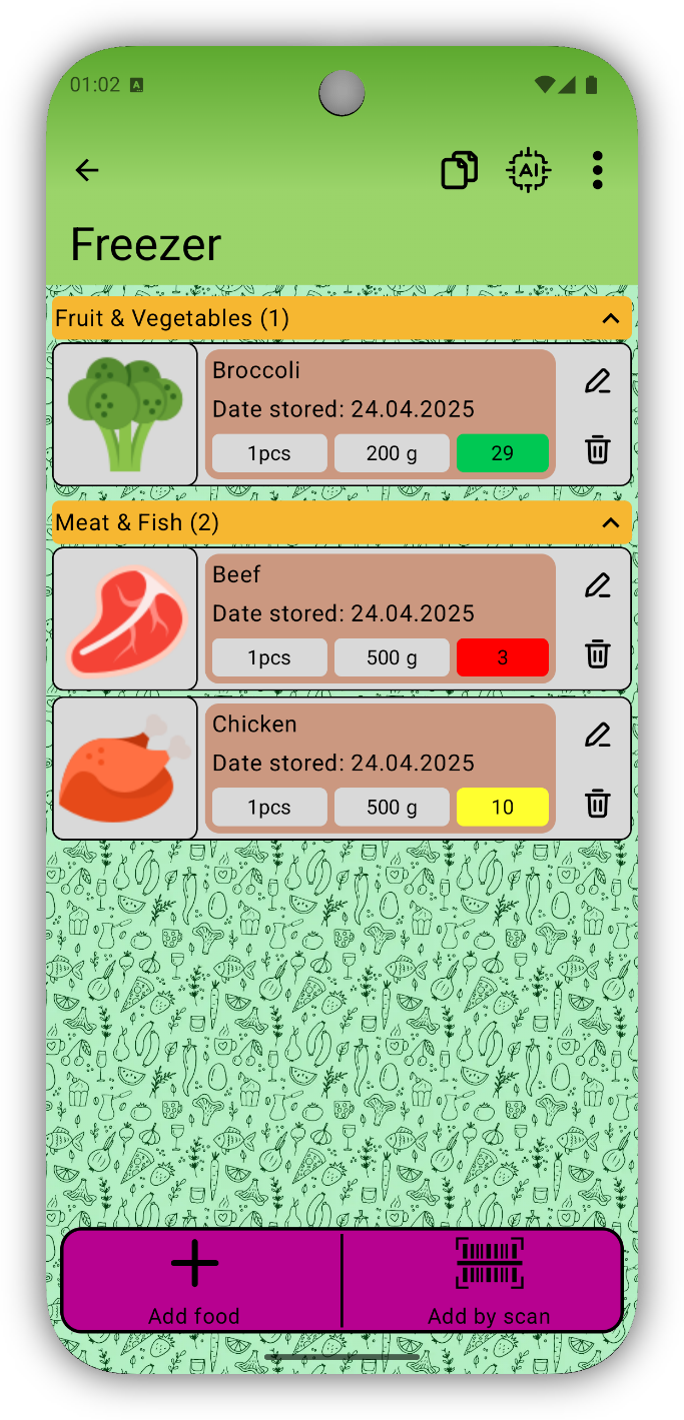 01:02 A
AI
Freezer
Fruit & Vegetables (1)
Broccoli
Date stored: 24.04.2025
1pcs 200 g 29
Meat & Fish (2)
Beef
Date stored: 24.04.2025
1pcs 500 g 3
Chicken
Date stored: 24.04.2025
1pcs 500 g 10
Add food Add by scan